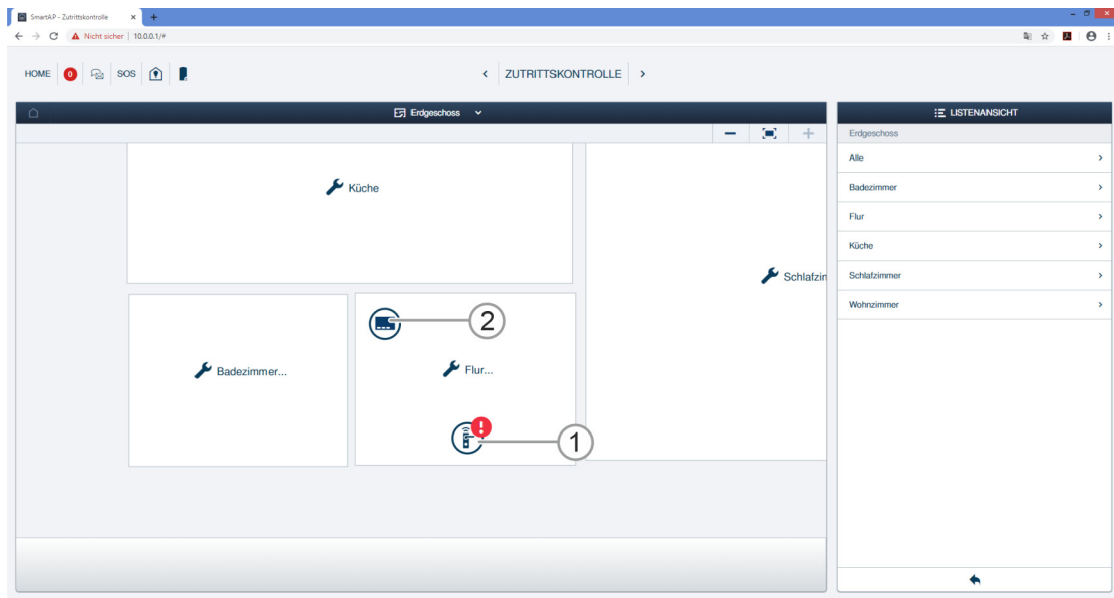 SmartAP - Zutrittskontrolle
Nicht sicher | 10.0.0.1/#
HOME 0 SOS
ZUTRITTSKONTROLLE
Erdgeschoss
LISTENANSICHT
Erdgeschoss
Alle
Badezimmer
Flur
Küche
Schlafzimmer
Wohnzimmer
Küche
Schlafzin
2
Badezimmer...
Flur...
1